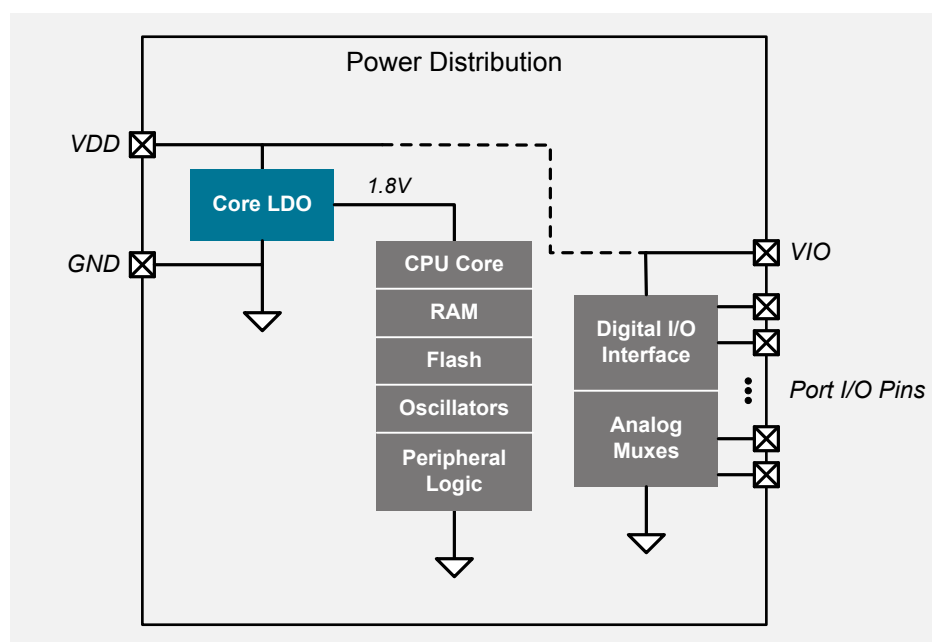 Power Distribution
VDD
Core LDO
1.8V
GND
CPU Core
RAM
Flash
Oscillators
Peripheral
Logic
VIO
Digital I/O
Interface
Port I/O Pins
Analog
Muxes